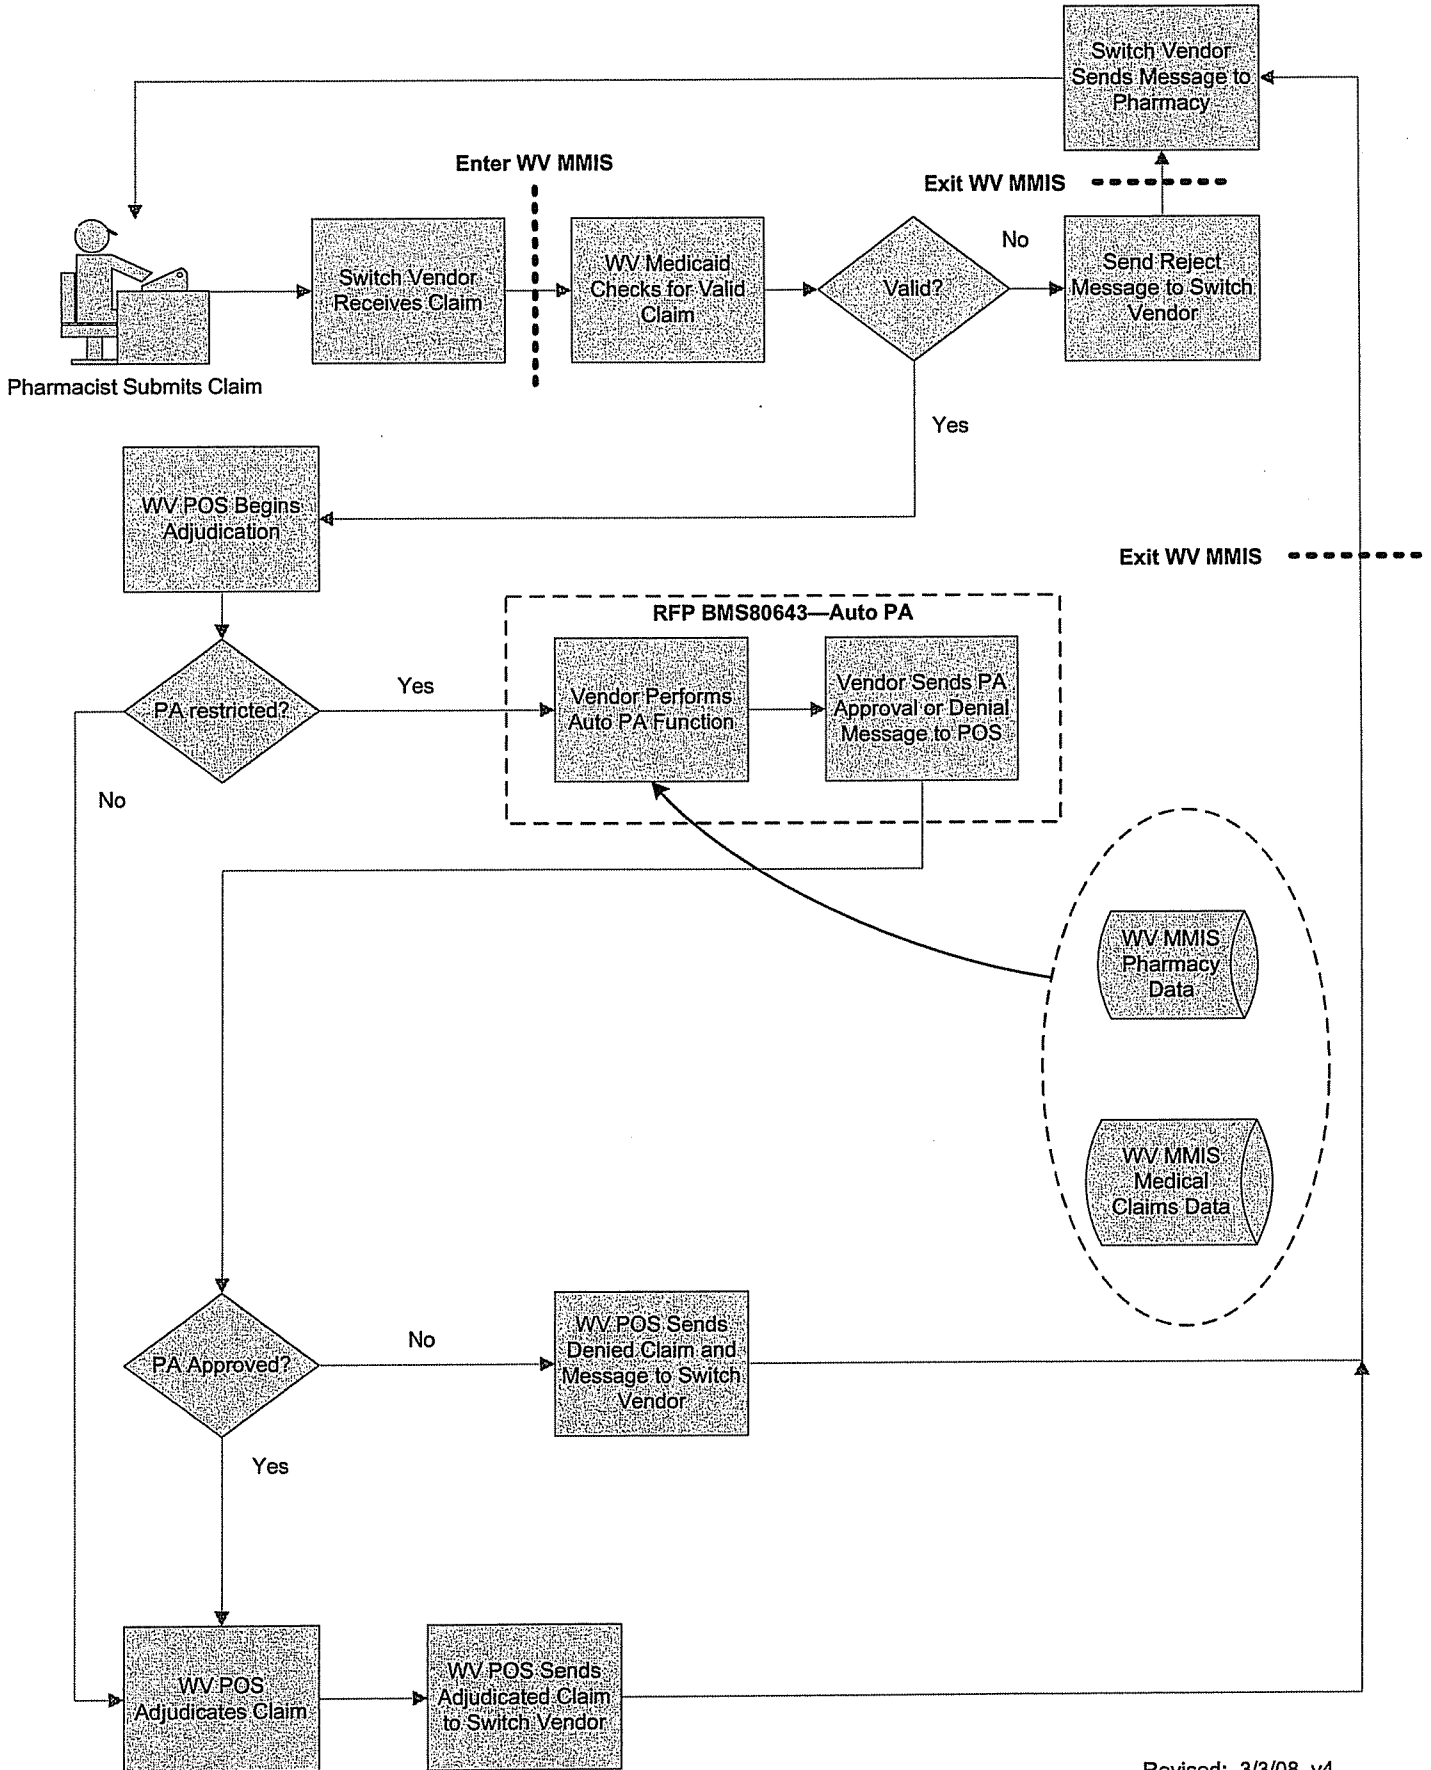 Switch Vendor
Sends Message to
Pharmacy
Enter WV MMIS
Exit WV MMIS
Switch Vendor
Receives Claim
WV Medicaid
Checks for Valid
Claim
Valid?
No
Send Reject
Message to Switch
Vendor
Pharmacist Submits Claim
Yes
WV POS Begins
Adjudication
Exit WV MMIS
RFP BMS80643—Auto PA
PA restricted?
Yes
Vendor Performs
Auto PA Function
Vendor Sends PA
Approval or Denial
Message to POS
No
WV MMIS
Pharmacy
Data
WV MMIS
Medical
Claims Data
PA Approved?
No
WV POS Sends
Denied Claim and
Message to Switch
Vendor
Yes
WV POS
Adjudicates Claim
WV POS Sends
Adjudicated Claim
to Switch Vendor
Revised: 3/3/08 v4